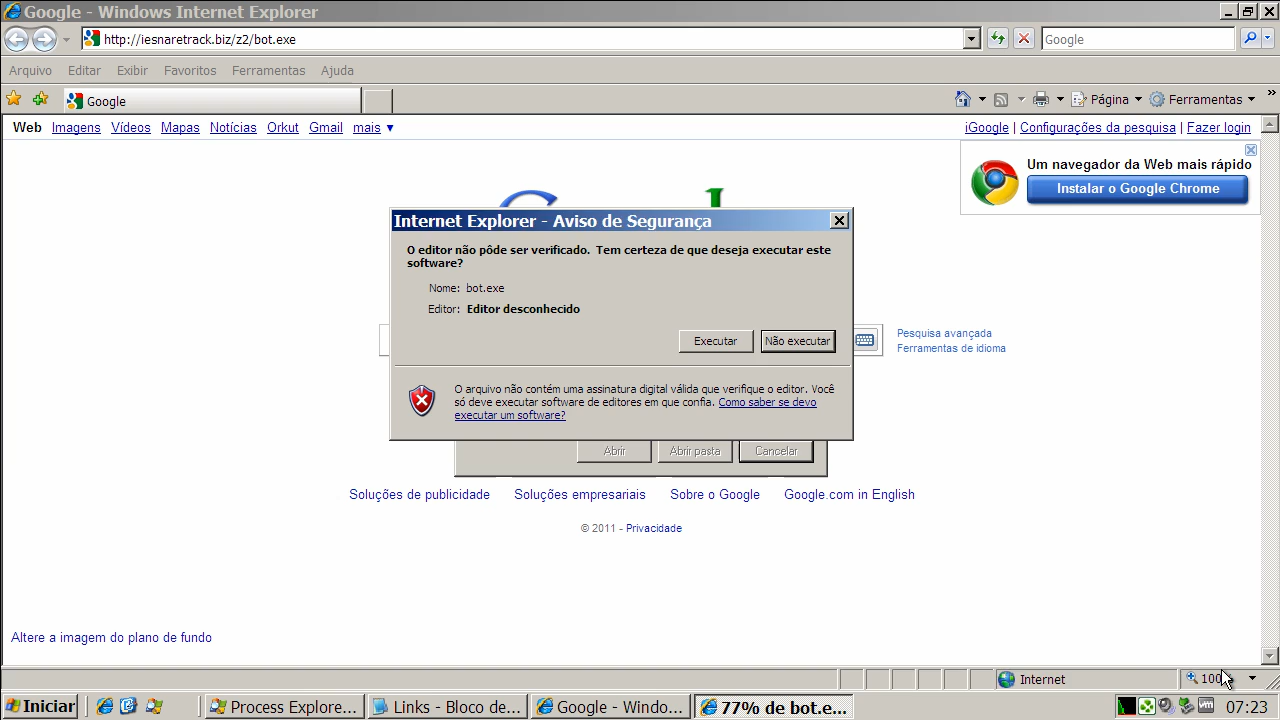 Google - Windows Internet Explorer
http://iesnaretrack.biz/z2/bot.exe
Google
Arquivo Editar Exibir Favoritos Ferramentas Ajuda
Google
Página Ferramentas »
Web Imagens Vídeos Mapas Notícias Orkut Gmail mais ▼
iGoogle | Configurações da pesquisa | Fazer login
Um navegador da Web mais rápido
Instalar o Google Chrome
Internet Explorer - Aviso de Segurança
O editor não pôde ser verificado. Tem certeza de que deseja executar este
software?
Nome: bot.exe
Editor: Editor desconhecido
Executar Não executar
Pesquisa avançada
Ferramentas de idioma
O arquivo não contém uma assinatura digital válida que verifique o editor. Você
só deve executar software de editores em que confia. Como saber se devo
executar um software?
Abrir Abrir pasta Cancelar
Soluções de publicidade Soluções empresariais Sobre o Google Google.com in English
© 2011 - Privacidade
Altere a imagem do plano de fundo
Internet
Iniciar Process Explore... Links - Bloco de... Google - Windo... 77% de bot.e... 07:23